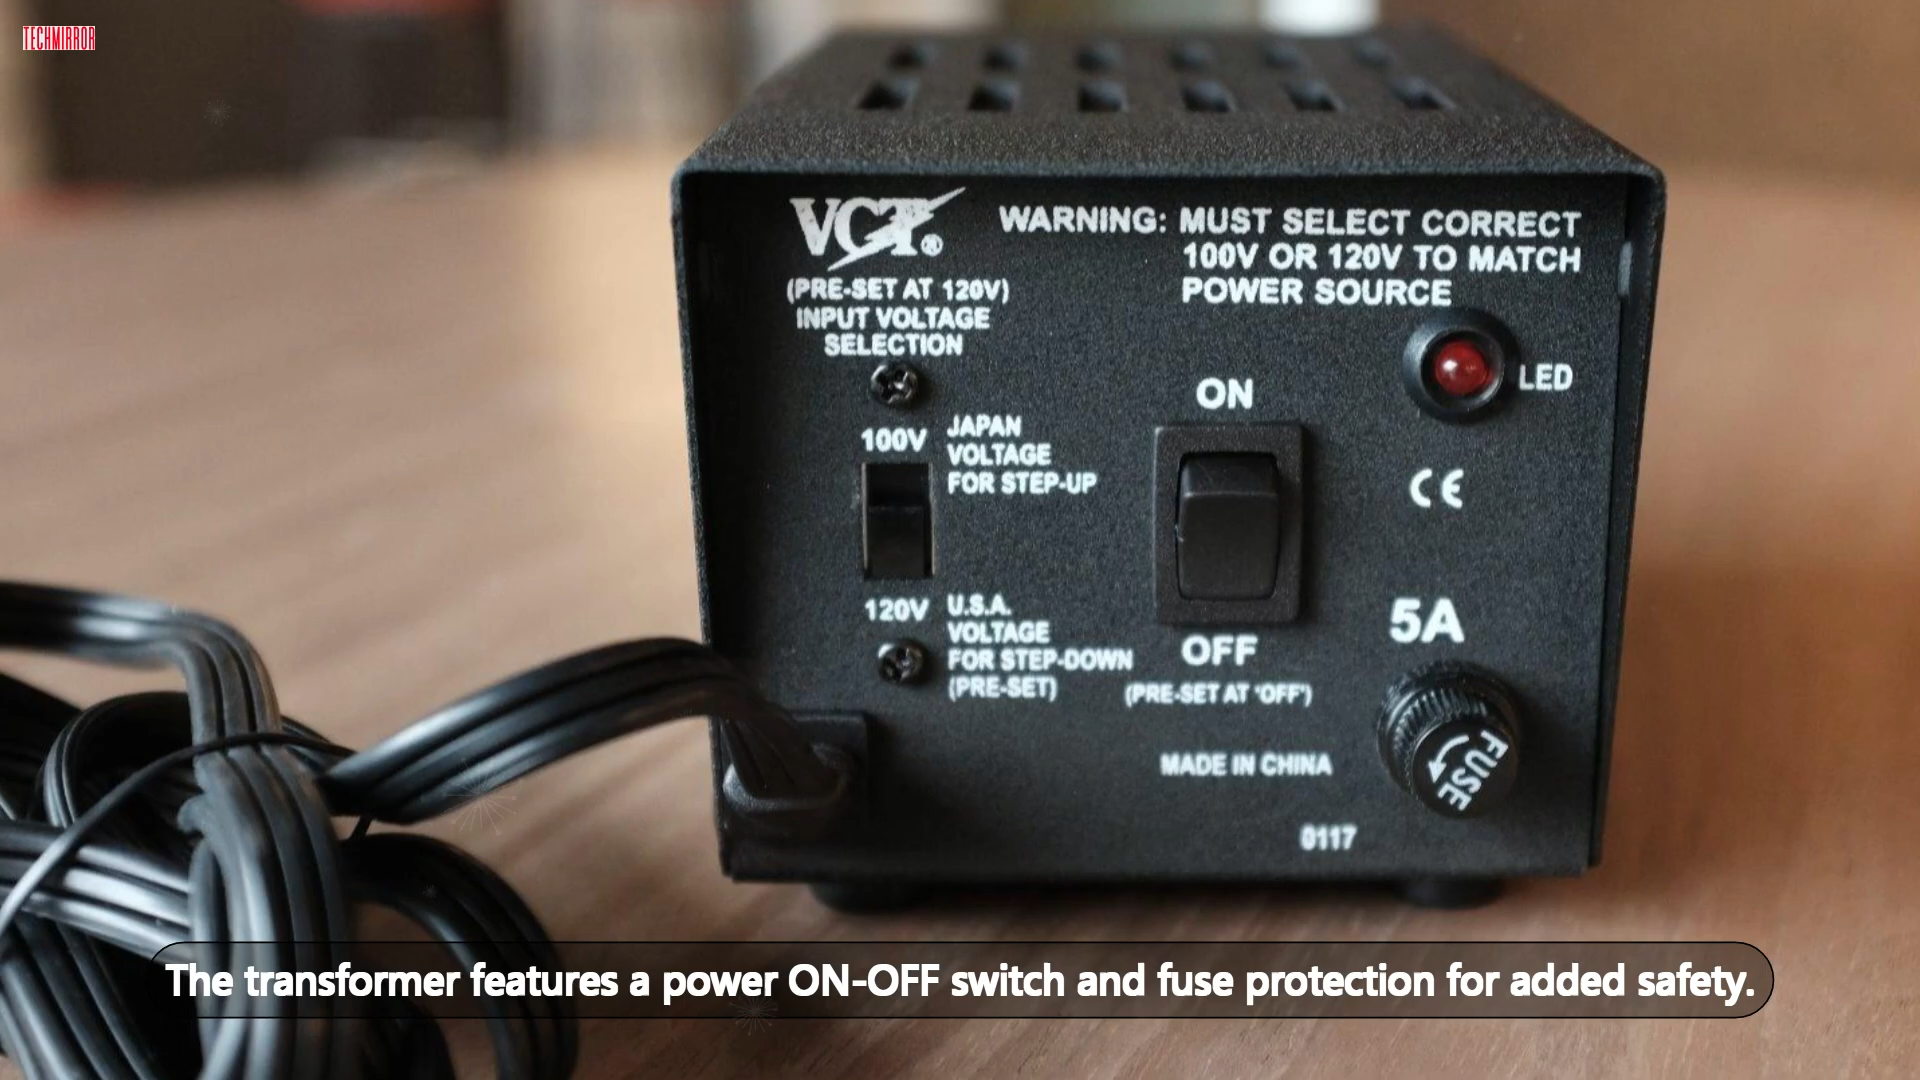 TECHMIRROR
VCT®
WARNING: MUST SELECT CORRECT
100V OR 120V TO MATCH
POWER SOURCE
(PRE-SET AT 120V)
INPUT VOLTAGE
SELECTION
LED
ON
100V
JAPAN
VOLTAGE
FOR STEP-UP
CE
120V
U.S.A.
VOLTAGE
FOR STEP-DOWN
(PRE-SET)
5A
OFF
(PRE-SET AT 'OFF')
FUSE
MADE IN CHINA
0117
The transformer features a power ON-OFF switch and fuse protection for added safety.